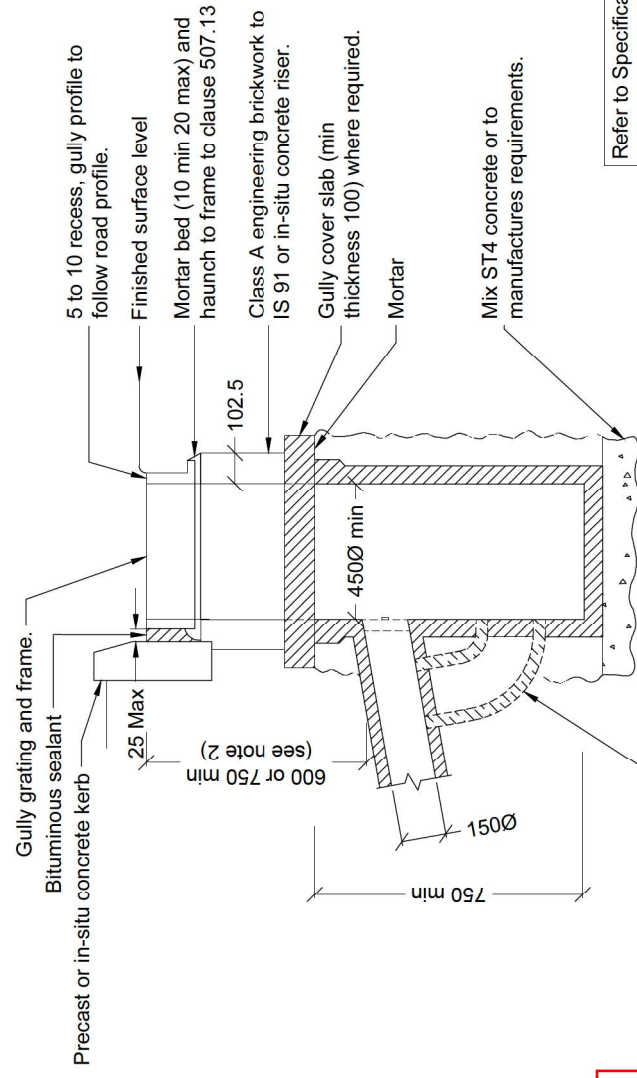 Gully grating and frame.
Bituminous sealant
Precast or in-situ concrete kerb
25 Max
600 or 750 min
(see note 2)
150Ø
750 min
450Ø min
102.5
5 to 10 recess, gully profile to
follow road profile.
Finished surface level
Mortar bed (10 min 20 max) and
haunch to frame to clause 507.13
Class A engineering brickwork to
IS 91 or in-situ concrete riser.
Gully cover slab (min
thickness 100) where required.
Mortar
Mix ST4 concrete or to
manufactures requirements.
Refer to